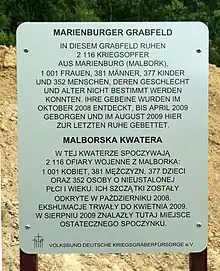 MARIENBURGER GRABFELD
IN DIESEM GRABFELD RUHEN
2 116 KRIEGSOPFER
AUS MARIENBURG (MALBORK),
1 001 FRAUEN, 381 MÄNNER, 377 KINDER
UND 352 MENSCHEN, DEREN GESCHLECHT
UND ALTER NICHT BESTIMMT WERDEN
KONNTEN. IHRE GEBEINE WURDEN IM
OKTOBER 2008 ENTDECKT, BIS APRIL 2009
GEBORGEN UND IM AUGUST 2009 HIER
ZUR LETZTEN RUHE GEBETTET.
MALBORSKA KWATERA
W TEJ KWATERZE SPOCZYWAJĄ
2 116 OFIARY WOJENNE Z MALBORKA:
1 001 KOBIET, 381 MĘŻCZYZN, 377 DZIECI
ORAZ 352 OSOBY O NIEUSTALONEJ
PŁCI I WIEKU. ICH SZCZĄTKI ZOSTAŁY
ODKRYTE W PAŹDZIERNIKU 2008.
EKSHUMACJE TRWAŁY DO KWIETNIA 2009.
W SIERPNIU 2009 ZNALAZŁY TUTAJ MIEJSCE
OSTATECZNEGO SPOCZYNKU.
VOLKSBUND DEUTSCHE KRIEGSGRÄBERFÜRSORGE e.V.